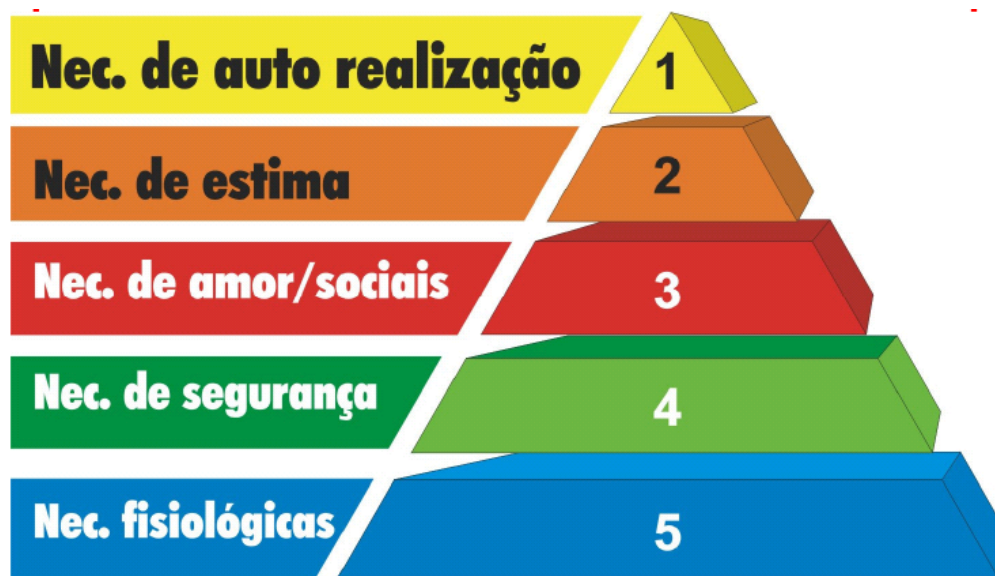 Nec. de auto realização 1
Nec. de estima 2
Nec. de amor/sociais 3
Nec. de segurança 4
Nec. fisiológicas 5